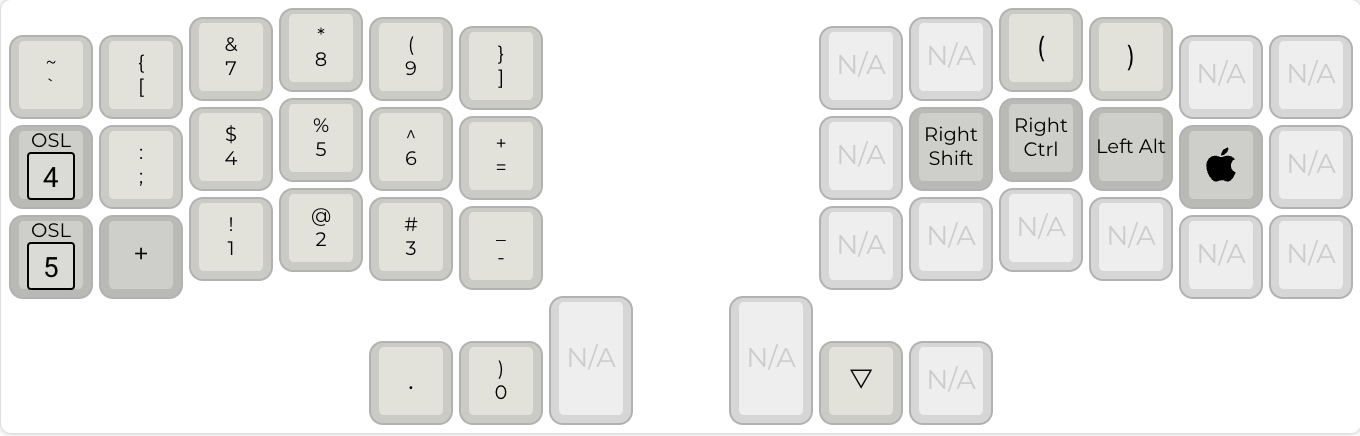 ~
`
{
[
&
7
*
8
(
9
}
]
N/A
N/A
(
)
N/A
N/A
OSL
4
:
;
$
4
%
5
^
6
+
=
N/A
Right
Shift
Right
Ctrl
Left Alt
N/A
OSL
5
+
!
1
@
2
#
3
_
-
N/A
N/A
N/A
N/A
N/A
N/A
.
)
0
N/A
N/A
▽
N/A